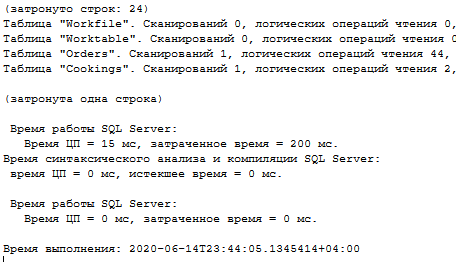 (затронуто строк: 24)
Таблица "Workfile". Сканирований 0, логических операций чтения 0,
Таблица "Worktable". Сканирований 0, логических операций чтения 0
Таблица "Orders". Сканирований 1, логических операций чтения 44,
Таблица "Cookings". Сканирований 1, логических операций чтения 2,
(затронута одна строка)
Время работы SQL Server:
Время ЦП = 15 мс, затраченное время = 200 мс.
Время синтаксического анализа и компиляции SQL Server:
время ЦП = 0 мс, истекшее время = 0 мс.
Время работы SQL Server:
Время ЦП = 0 мс, затраченное время = 0 мс.
Время выполнения: 2020-06-14T23:44:05.1345414+04:00